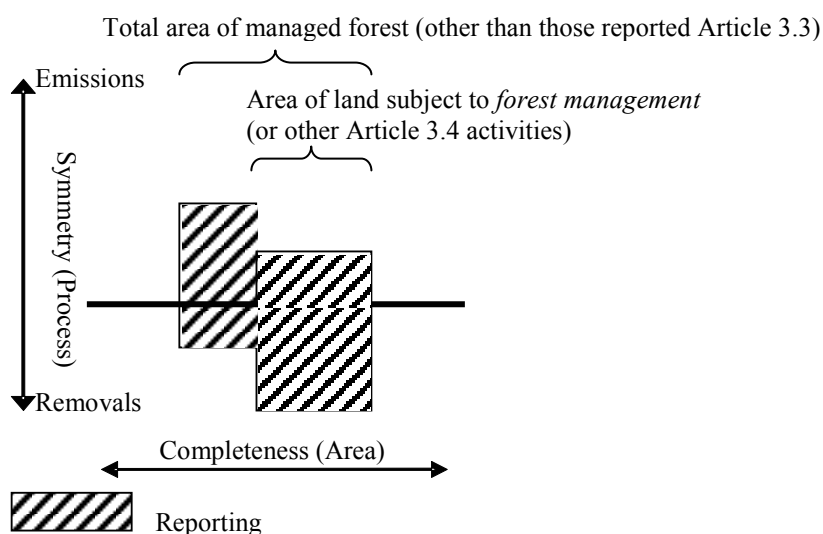 Total area of managed forest (other than those reported Article 3.3)
Emissions
Area of land subject to forest management
(or other Article 3.4 activities)
Symmetry (Process)
Removals
Completeness (Area)
Reporting